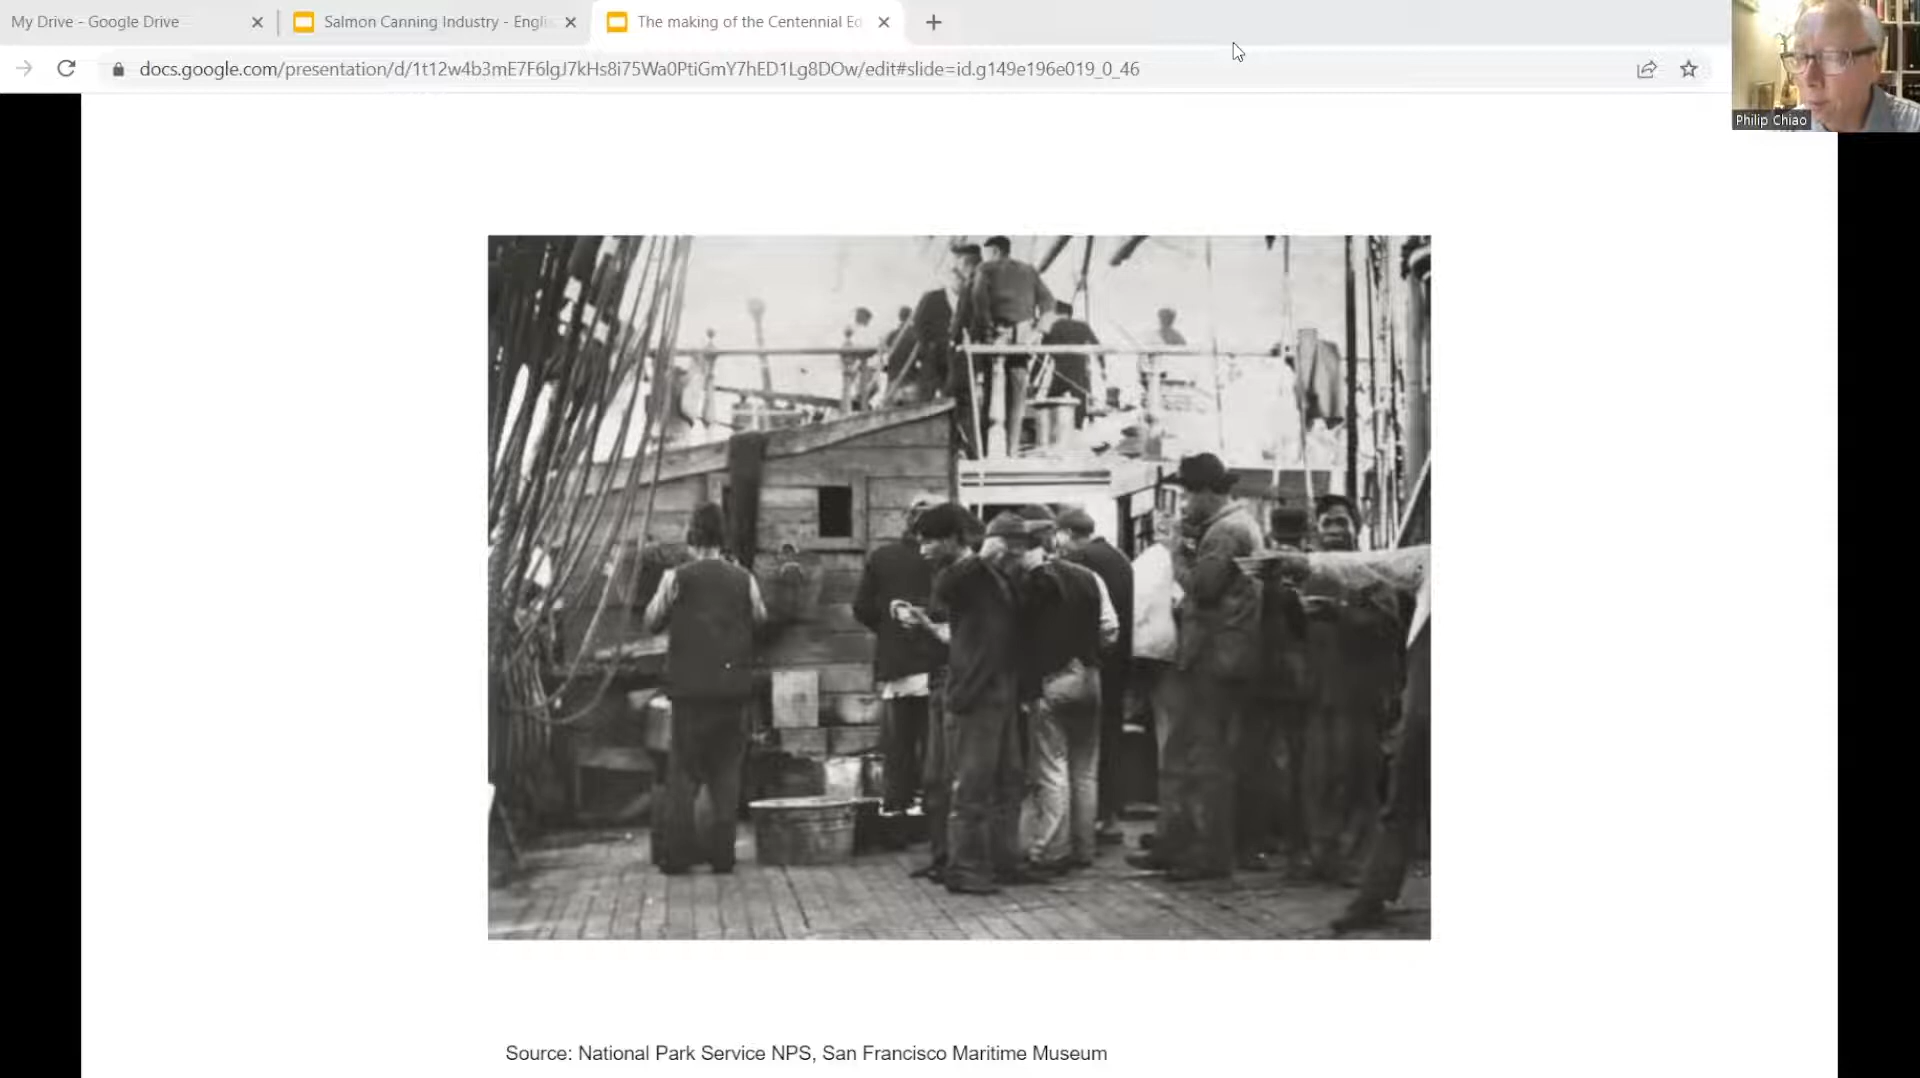 My Drive - Google Drive
Salmon Canning Industry - Englis
The making of the Centennial Ed
docs.google.com/presentation/d/1t12w4b3mE7F6lgJ7kHs8i75Wa0PtiGmY7hED1Lg8DOw/edit#slide=id.g149e196e019_0_46
Philip Chiao
Source: National Park Service NPS, San Francisco Maritime Museum